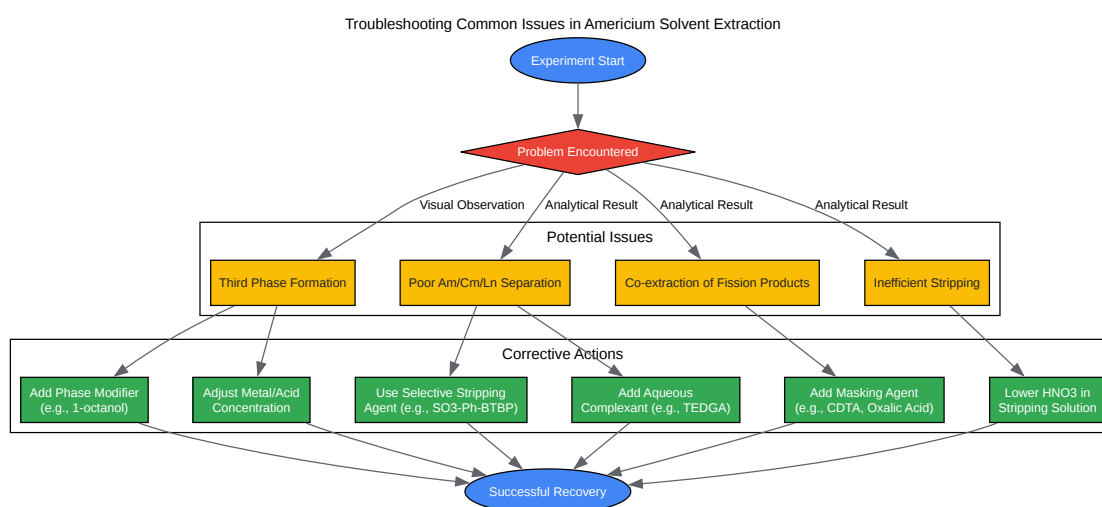 Troubleshooting Common Issues in Americium Solvent Extraction
Experiment Start
Problem Encountered
Visual Observation
Analytical Result
Analytical Result
Analytical Result
Potential Issues
Third Phase Formation
Poor Am/Cm/Ln Separation
Co-extraction of Fission Products
Inefficient Stripping
Corrective Actions
Add Phase Modifier
(e.g., 1-octanol)
Adjust Metal/Acid
Concentration
Use Selective Stripping
Agent (e.g., SO3-Ph-BTBP)
Add Aqueous
Complexant (e.g., TEDGA)
Add Masking Agent
(e.g., CDTA, Oxalic Acid)
Lower HNO3 in
Stripping Solution
Successful Recovery